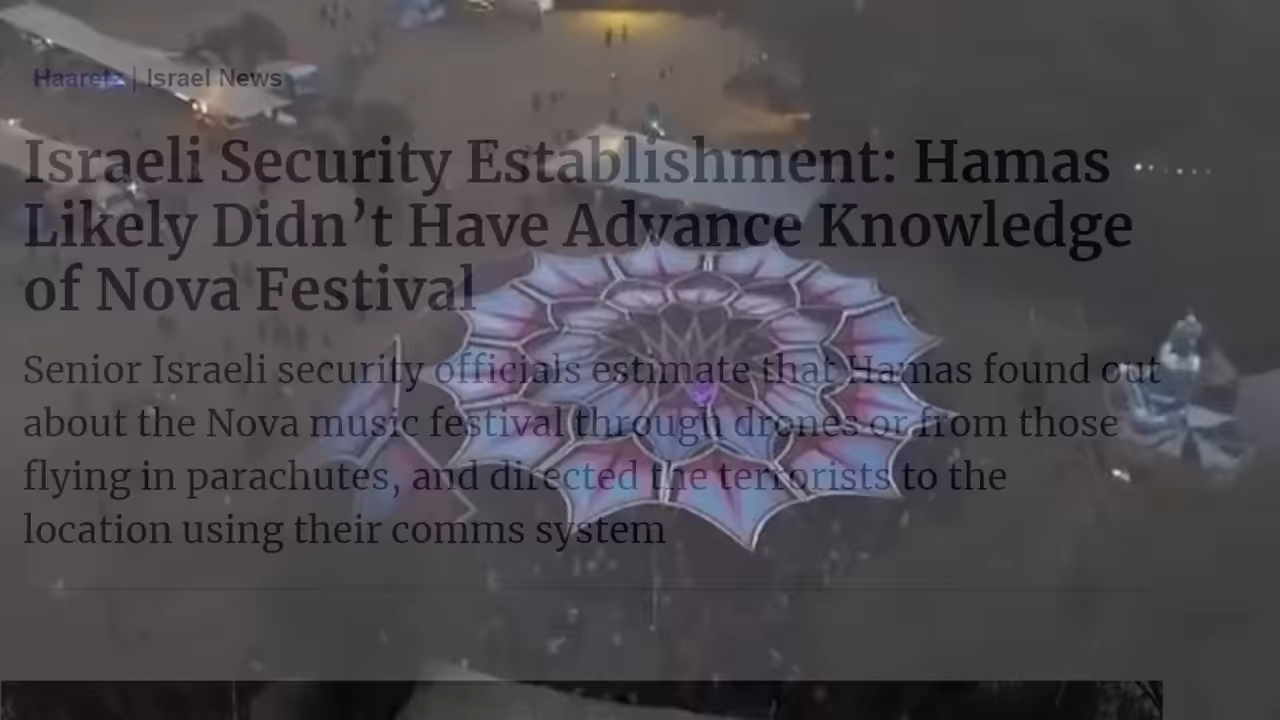 Haaretz | Israel News
Israeli Security Establishment: Hamas
Likely Didn’t Have Advance Knowledge
of Nova Festival
Senior Israeli security officials estimate that Hamas found out
about the Nova music festival through drones or from those
flying in parachutes, and directed the terrorists to the
location using their comms system